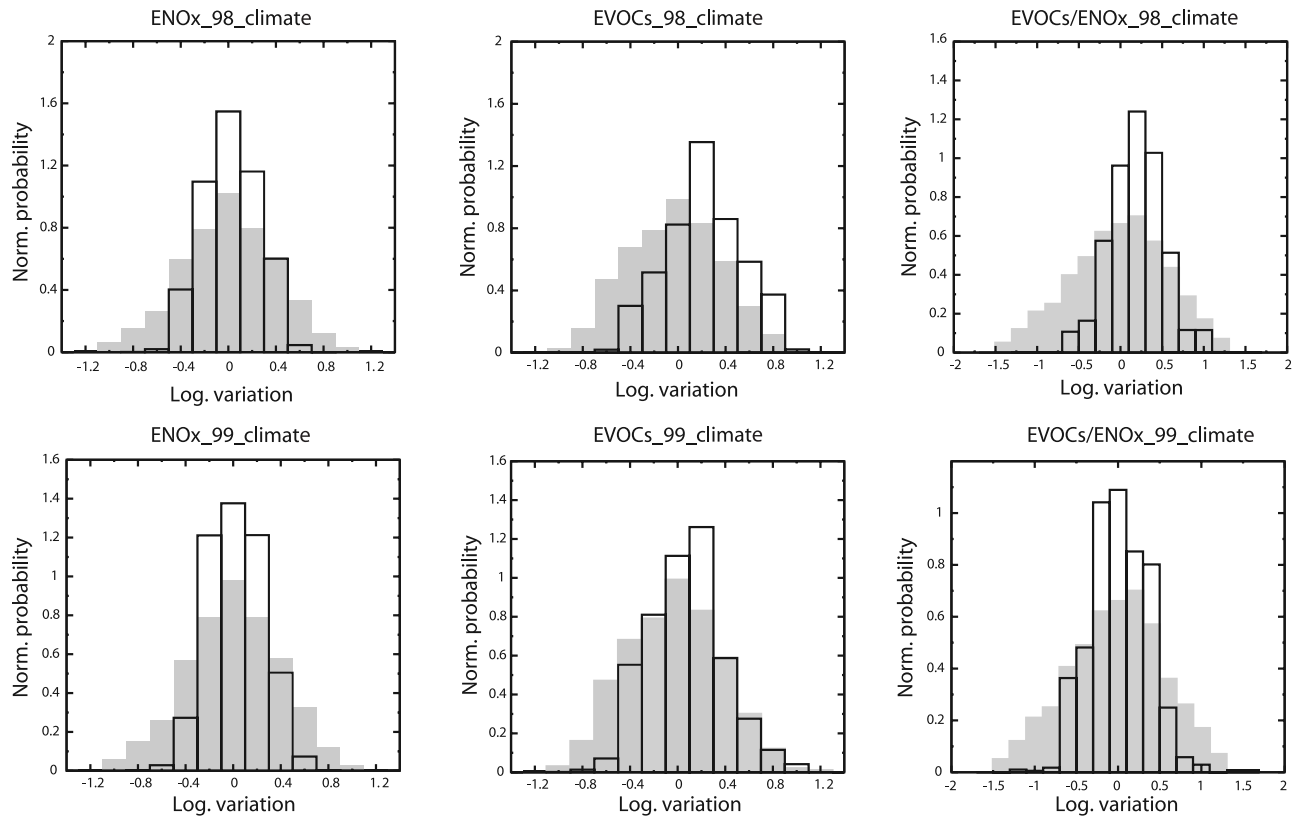 ENOx_98_climate
EVOCs_98_climate
EVOCs/ENOx_98_climate
Norm. probability
2
1.6
1.2
0.8
0.4
0
-1.2 -0.8 -0.4 0 0.4 0.8 1.2
Log. variation
Norm. probability
2
1.6
1.2
0.8
0.4
0
-1.2 -0.8 -0.4 0 0.4 0.8 1.2
Log. variation
Norm. probability
1.6
1.4
1.2
1
0.8
0.6
0.4
0.2
0
-2 -1.5 -1 -0.5 0 0.5 1 1.5 2
Log. variation
ENOx_99_climate
EVOCs_99_climate
EVOCs/ENOx_99_climate
Norm. probability
1.6
1.4
1.2
1
0.8
0.6
0.4
0.2
0
-1.2 -0.8 -0.4 0 0.4 0.8 1.2
Log. variation
Norm. probability
1.6
1.4
1.2
1
0.8
0.6
0.4
0.2
0
-1.2 -0.8 -0.4 0 0.4 0.8 1.2
Log. variation
Norm. probability
1
0.8
0.6
0.4
0.2
0
-2 -1.5 -1 -0.5 0 0.5 1 1.5 2
Log. variation